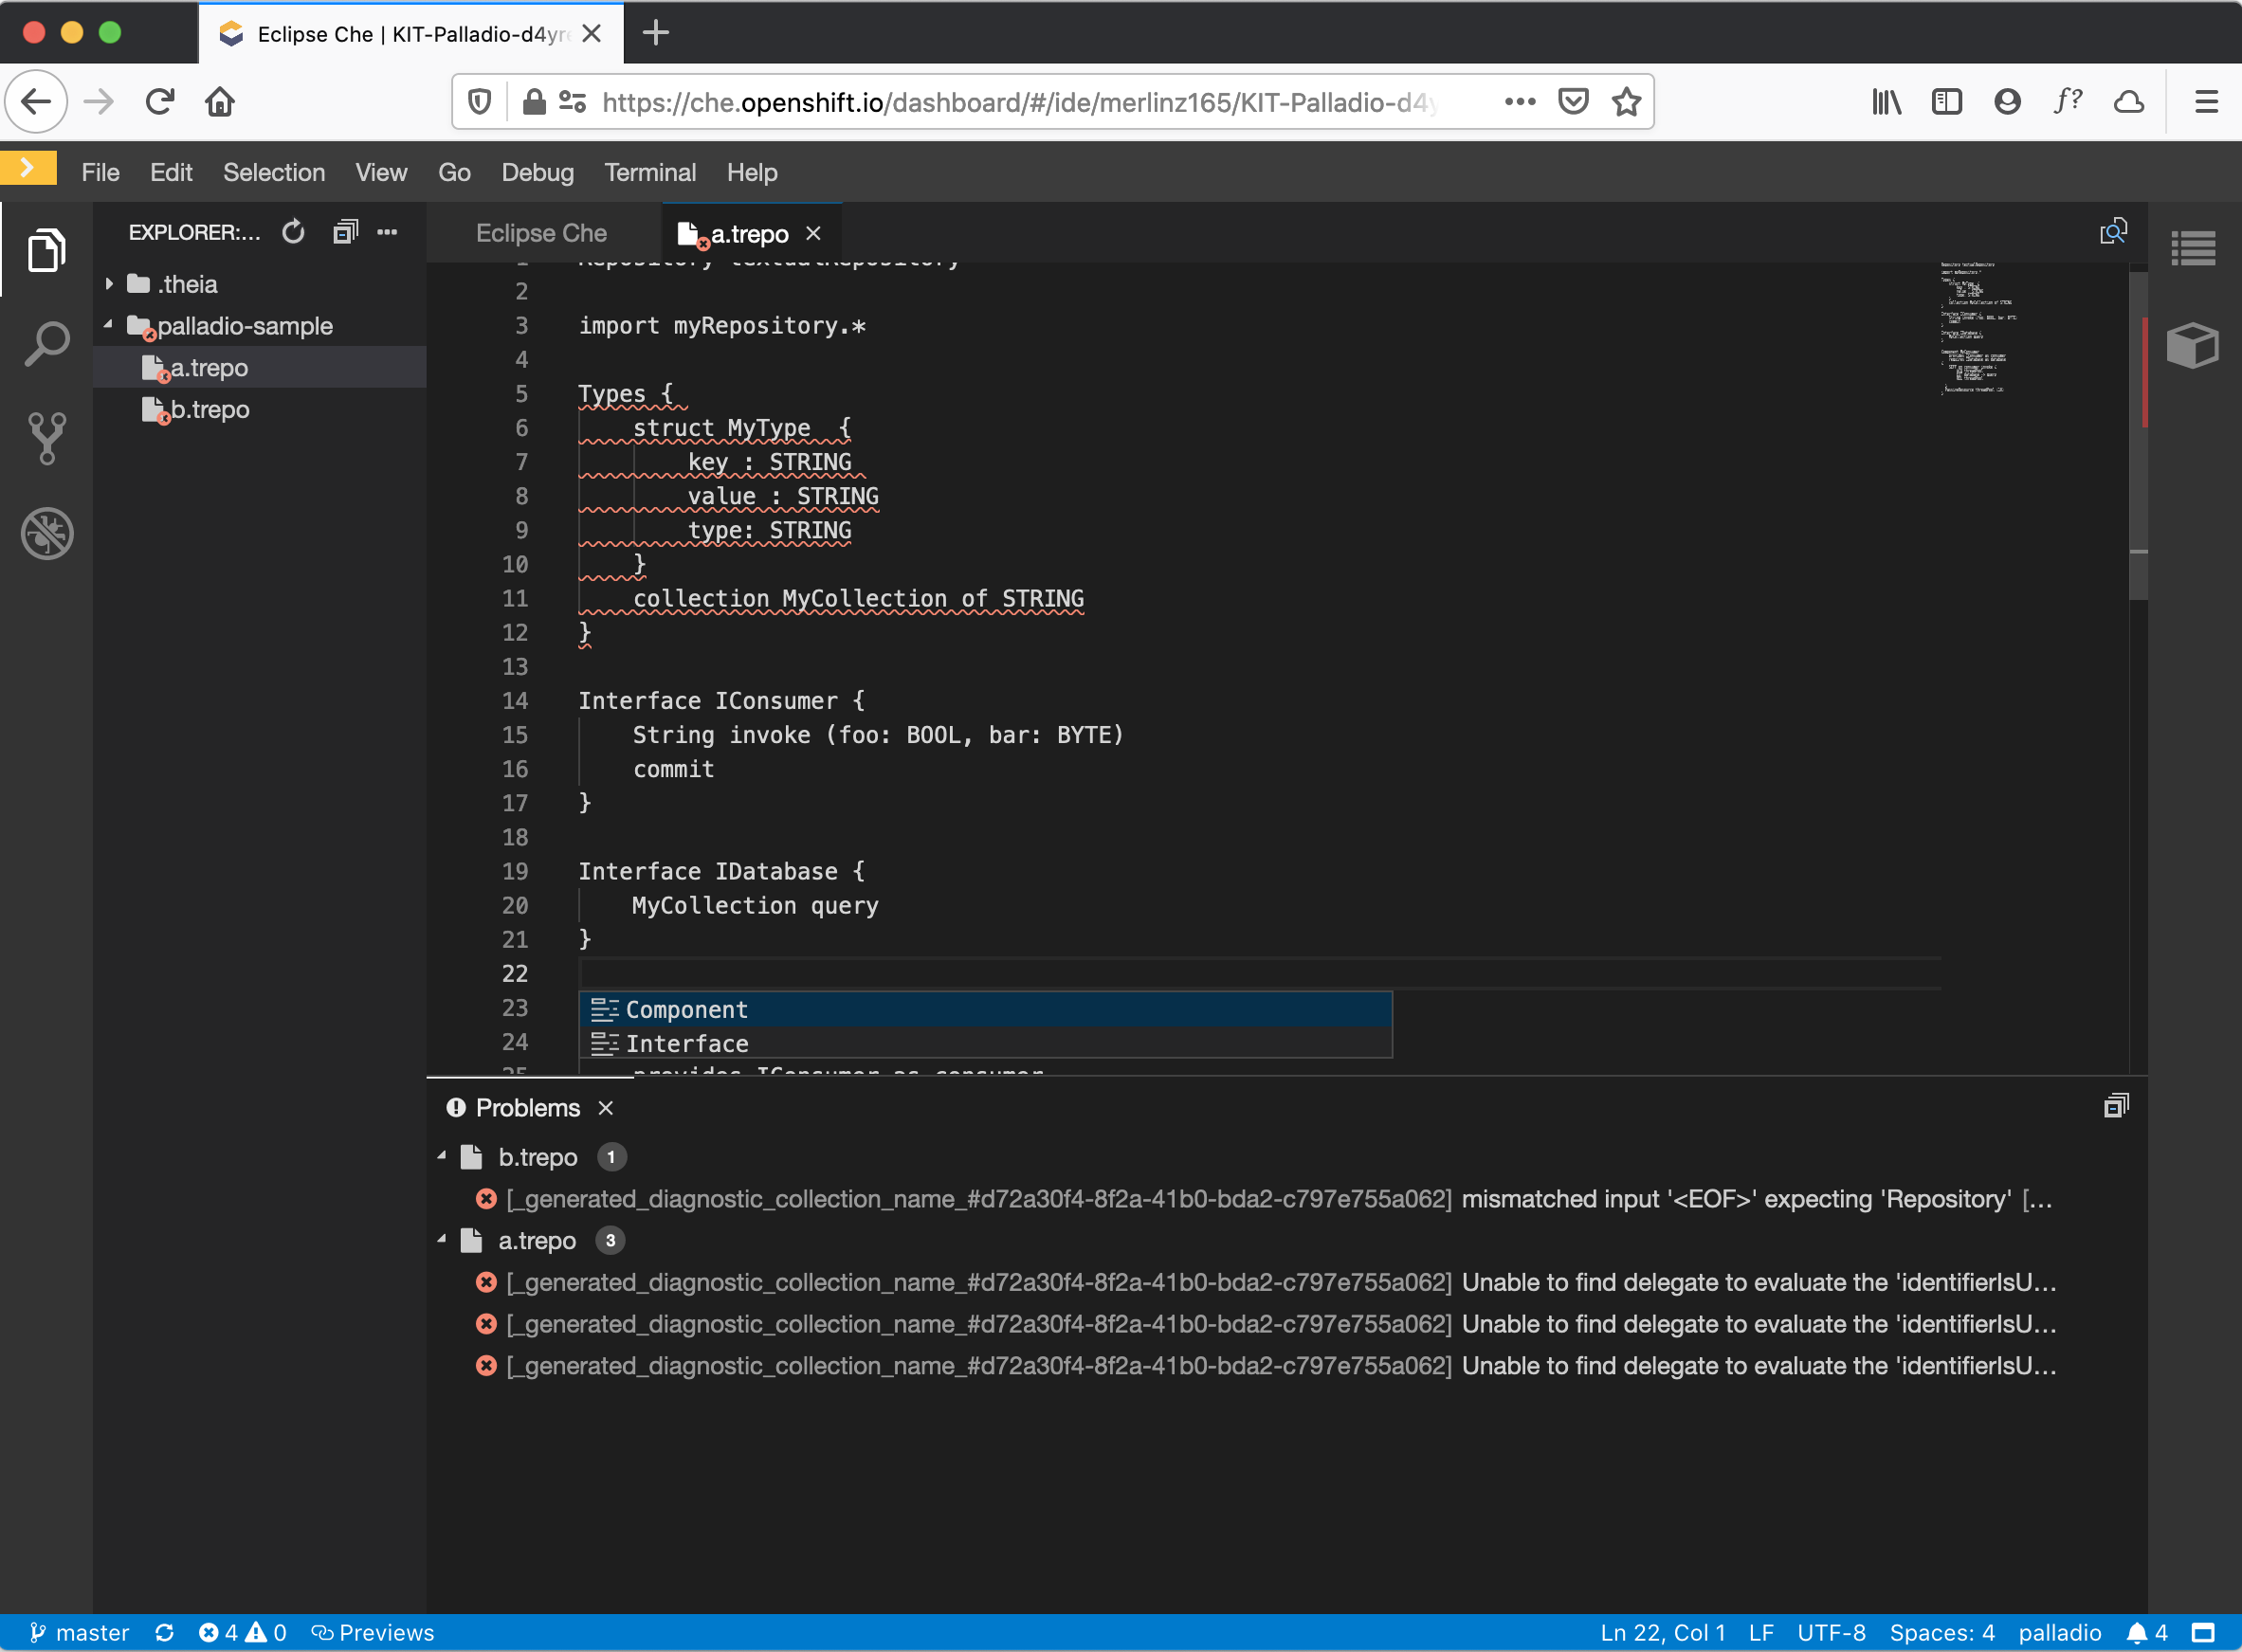 Eclipse Che | KIT-Palladio-d4yre
https://che.openshift.io/dashboard/#/ide/merlinz165/KIT-Palladio-d4y
File Edit Selection View Go Debug Terminal Help
EXPLORER:...
.theia
palladio-sample
a.trepo
b.trepo
Eclipse Che a.trepo
1 Repository textualRepository
2
3 import myRepository.*
4
5 Types {
6 struct MyType {
7 key : STRING
8 value : STRING
9 type: STRING
10 }
11 collection MyCollection of STRING
12 }
13
14 Interface IConsumer {
15 String invoke (foo: BOOL, bar: BYTE)
16 commit
17 }
18
19 Interface IDatabase {
20 MyCollection query
21 }
22
23 Component
24 Interface
25 provides IConsumer as consumer
Problems
b.trepo 1
[_generated_diagnostic_collection_name_#d72a30f4-8f2a-41b0-bda2-c797e755a062] mismatched input '<EOF>' expecting 'Repository' [...
a.trepo 3
[_generated_diagnostic_collection_name_#d72a30f4-8f2a-41b0-bda2-c797e755a062] Unable to find delegate to evaluate the 'identifierIsU...
[_generated_diagnostic_collection_name_#d72a30f4-8f2a-41b0-bda2-c797e755a062] Unable to find delegate to evaluate the 'identifierIsU...
[_generated_diagnostic_collection_name_#d72a30f4-8f2a-41b0-bda2-c797e755a062] Unable to find delegate to evaluate the 'identifierIsU...
master 4 0 Previews Ln 22, Col 1 LF UTF-8 Spaces: 4 palladio 4